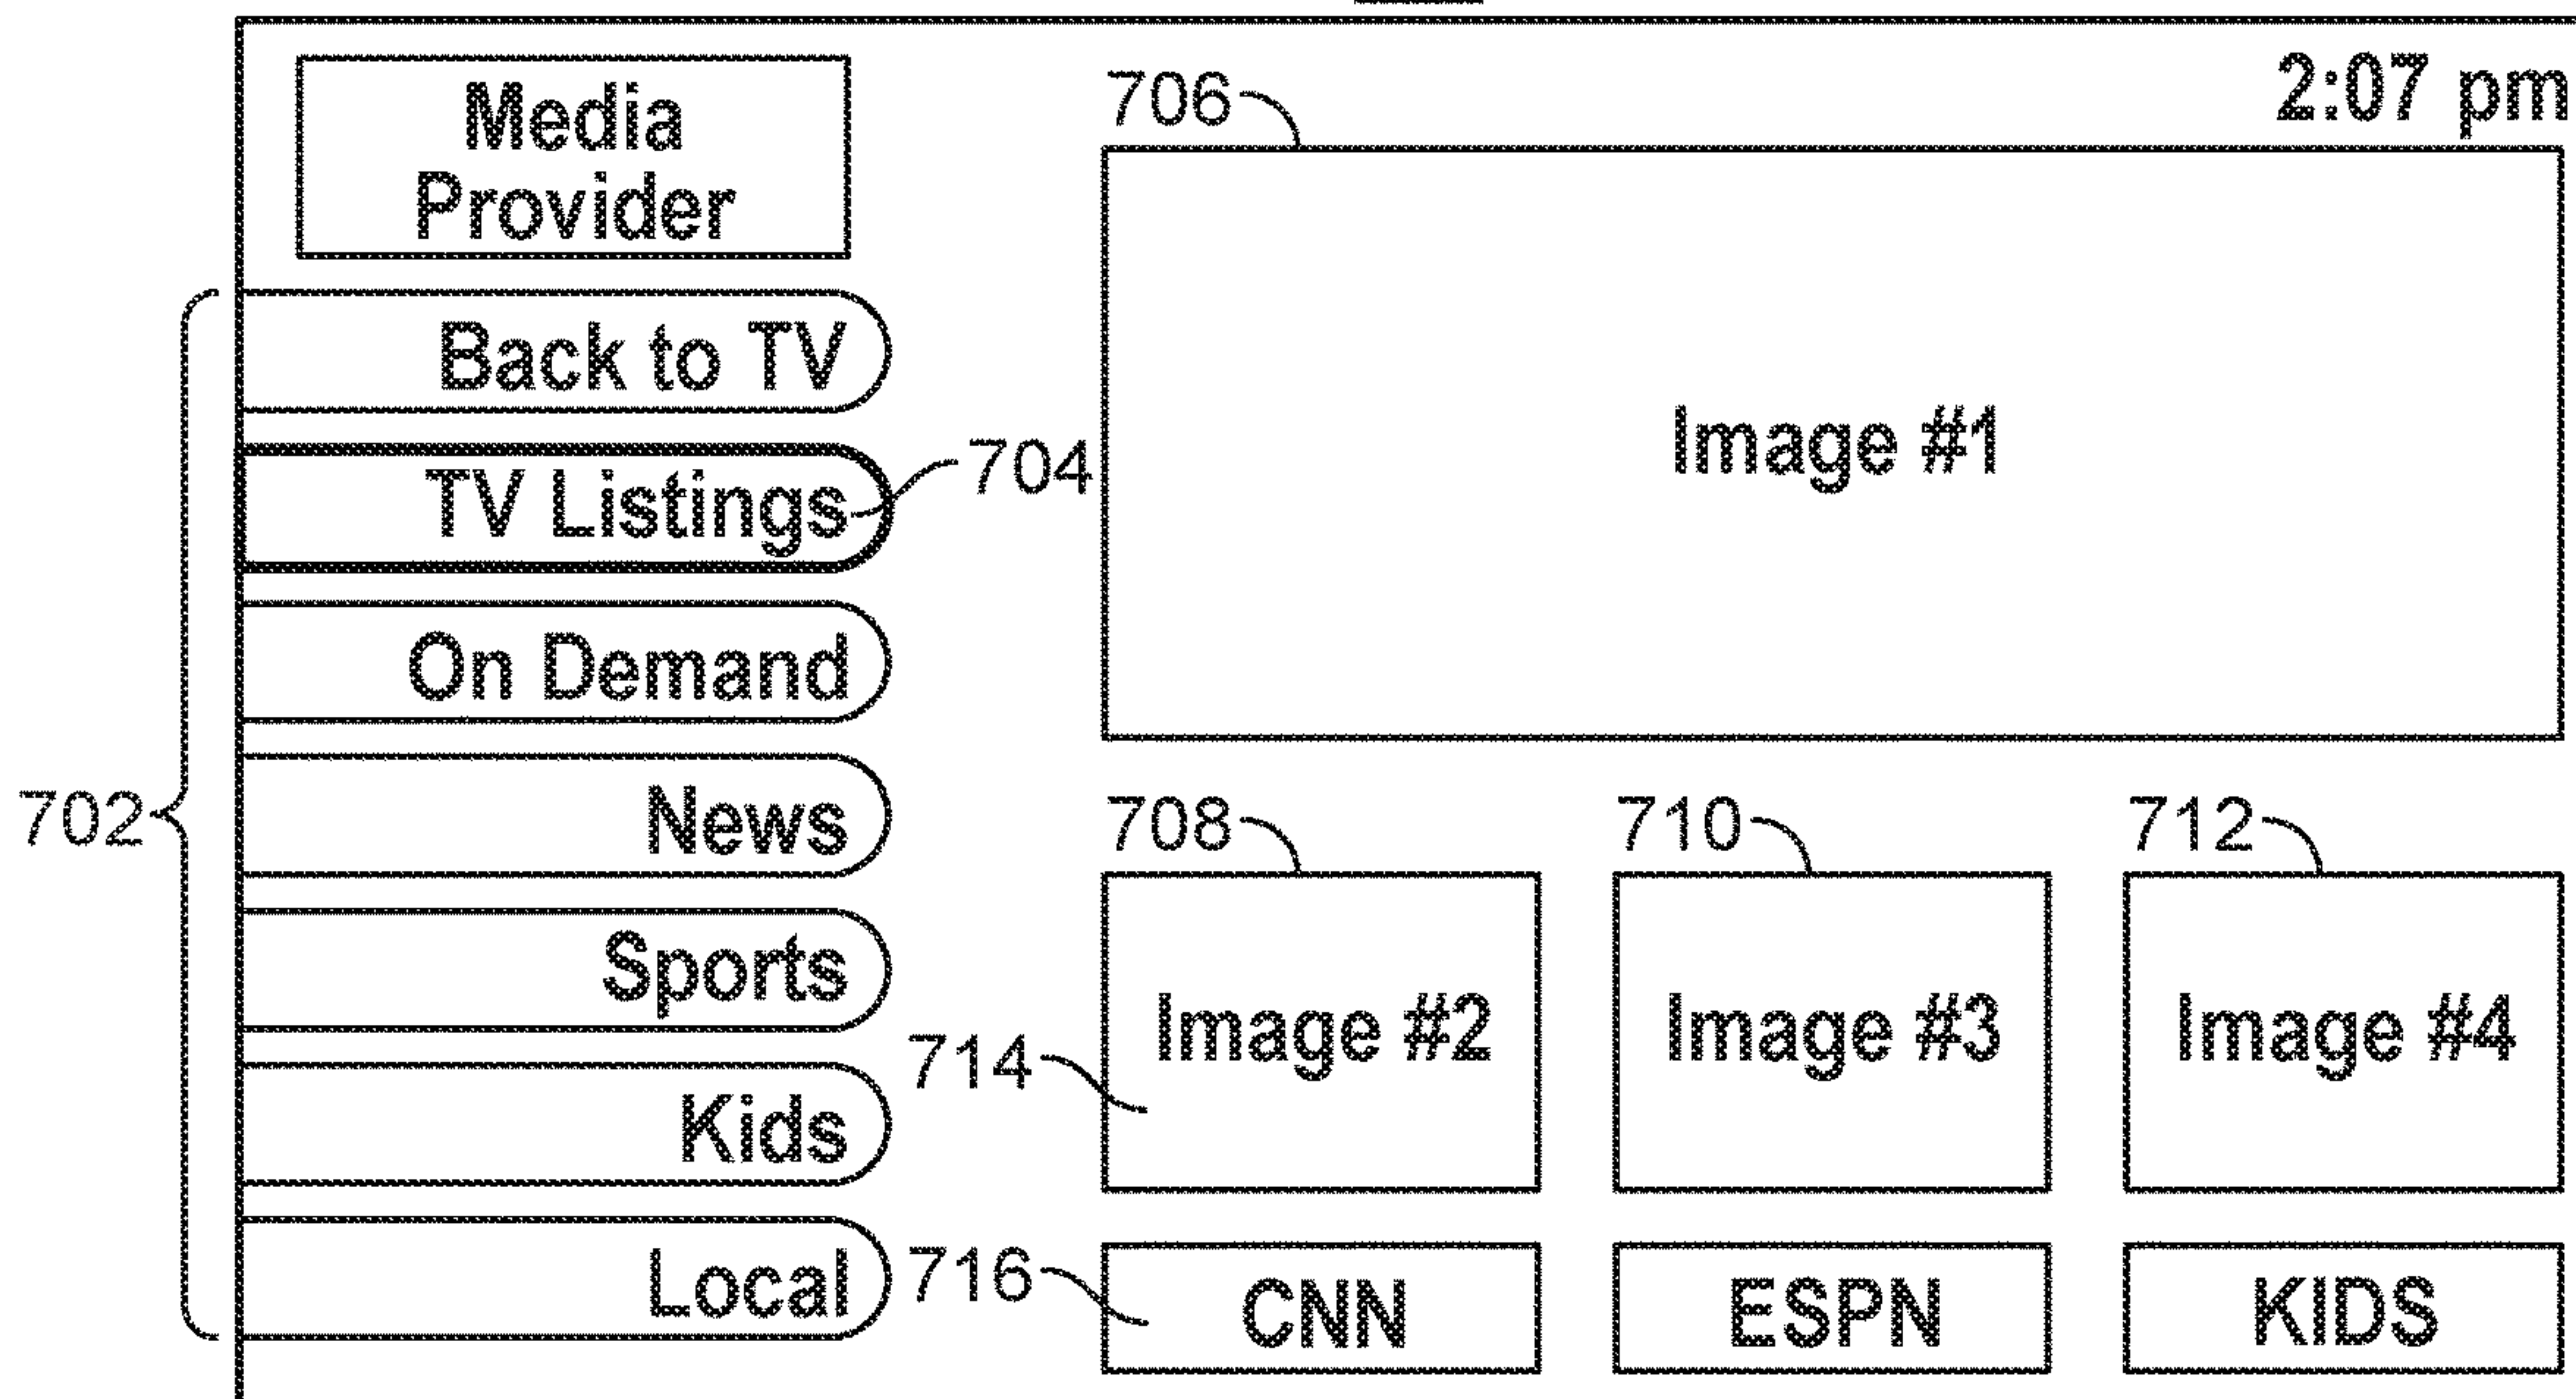 2:07 pm
Media
Provider
706
Back to TV
TV Listings
704
Image #1
On Demand
702
News
708
710
712
Sports
714
Image #2
Image #3
Image #4
Kids
Local
716
CNN
ESPN
KIDS